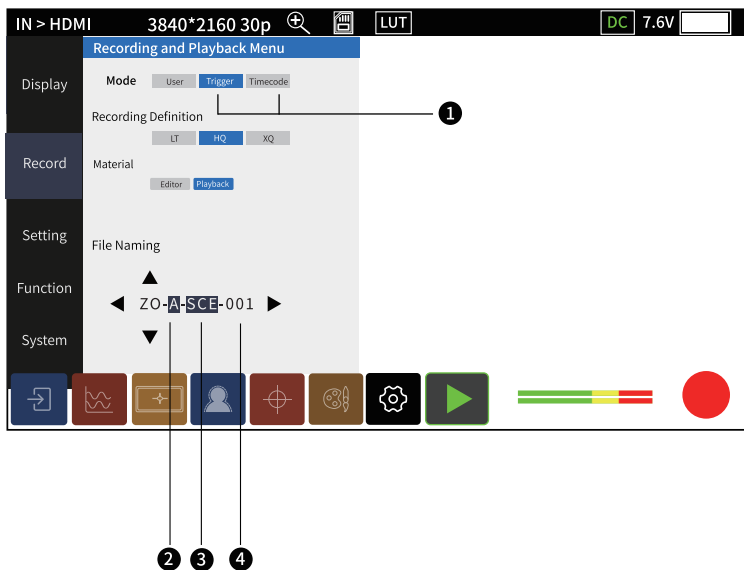 IN > HDMI 3840*2160 30p LUT DC 7.6V
Recording and Playback Menu
Display
Mode User Trigger Timecode
1
Recording Definition
LT HQ XQ
Record
Material
Editor Playback
Setting
File Naming
Function
ZO-A-SCE-001
System
2 3 4